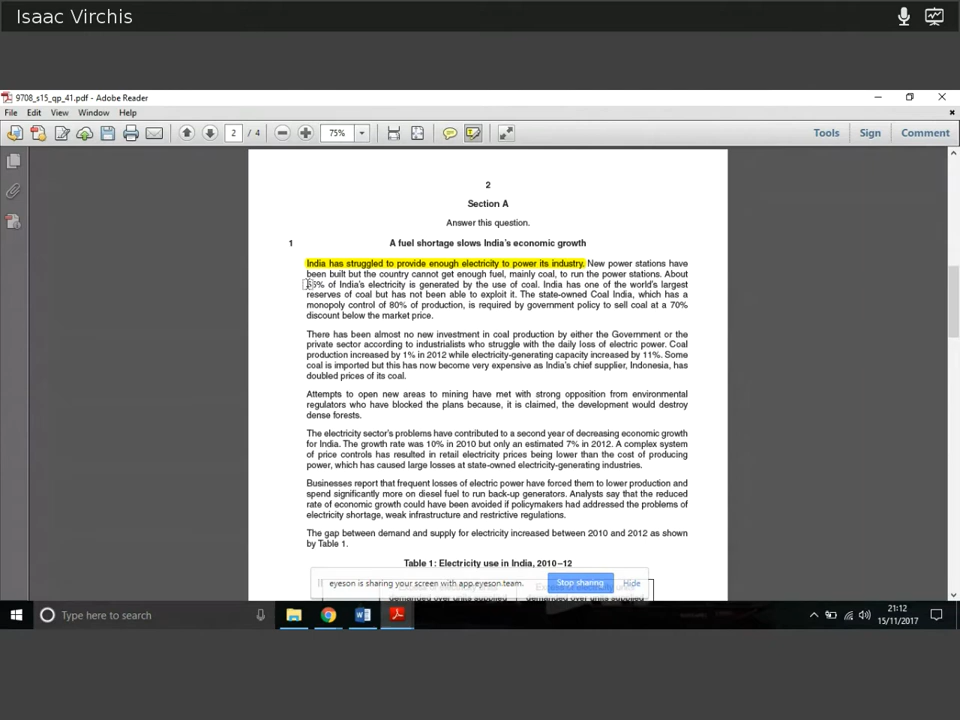 Isaac Virchis
9708_s15_qp_41.pdf - Adobe Reader
File Edit View Window Help
2 / 4 75% Tools Sign Comment
2
Section A
Answer this question.
1 A fuel shortage slows India's economic growth
India has struggled to provide enough electricity to power its industry. New power stations have
been built but the country cannot get enough fuel, mainly coal, to run the power stations. About
of India's electricity is generated by the use of coal. India has one of the world's largest
reserves of coal but has not been able to exploit it. The state-owned Coal India, which has a
monopoly control of 80% of production, is required by government policy to sell coal at a 70%
discount below the market price.
There has been almost no new investment in coal production by either the Government or the
private sector according to industrialists who struggle with the daily loss of electric power. Coal
production increased by 1% in 2012 while electricity-generating capacity increased by 11%. Some
coal is imported but this has now become very expensive as India's chief supplier, Indonesia, has
doubled prices of its coal.
Attempts to open new areas to mining have met with strong opposition from environmental
regulators who have blocked the plans because, it is claimed, the development would destroy
dense forests.
The electricity sector's problems have contributed to a second year of decreasing economic growth
for India. The growth rate was 10% in 2010 but only an estimated 7% in 2012. A complex system
of price controls has resulted in retail electricity prices being lower than the cost of producing
power, which has caused large losses at state-owned electricity-generating industries.
Businesses report that frequent losses of electric power have forced them to lower production and
spend significantly more on diesel fuel to run back-up generators. Analysts say that the reduced
rate of economic growth could have been avoided if policymakers had addressed the problems of
electricity shortage, weak infrastructure and restrictive regulations.
The gap between demand and supply for electricity increased between 2010 and 2012 as shown
by Table 1.
Table 1: Electricity use in India, 2010–12
eyeson is sharing your screen with app.eyeson.team. Stop sharing Hide
demanded over units supplied demanded over units supplied
Type here to search
21:12
15/11/2017